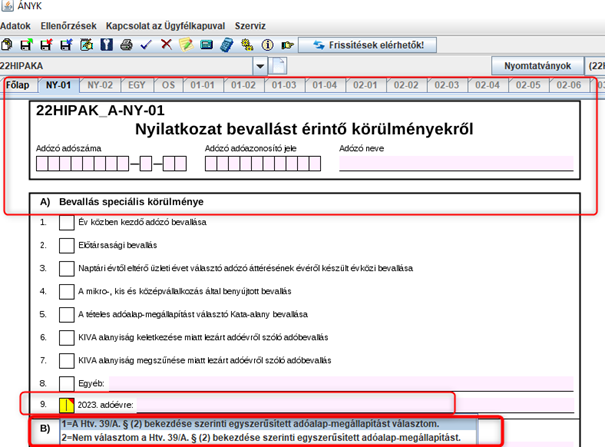 ÁNYK
Adatok Ellenőrzések Kapcsolat az Ügyfélkapuval Szerviz
Frissítések elérhetők!
22HIPAKA Nyomtatványok (22H
Főlap NY-01 NY-02 EGY OS 01-01 01-02 01-03 01-04 02-01 02-02 02-03 02-04 02-05 02-06 03
22HIPAK_A-NY-01
Nyilatkozat bevallást érintő körülményekről
Adózó adószáma Adózó adóazonosító jele Adózó neve
A) Bevallás speciális körülménye
1. Év közben kezdő adózó bevallása
2. Előtársasági bevallás
3. Naptári évtől eltérő üzleti évet választó adózó áttérésének évéről készült évközi bevallása
4. A mikro-, kis és középvállalkozás által benyújtott bevallás
5. A tételes adóalap-megállapítást választó Kata-alany bevallása
6. KIVA alanyiság keletkezése miatt lezárt adóévről szóló adóbevallás
7. KIVA alanyiság megszűnése miatt lezárt adóévről szóló adóbevallás
8. Egyéb:
9. 2023. adóévre:
B) 1=A Htv. 39/A. § (2) bekezdése szerinti egyszerűsített adóalap-megállapítást választom.
2=Nem választom a Htv. 39/A. § (2) bekezdése szerinti egyszerűsített adóalap-megállapítást.